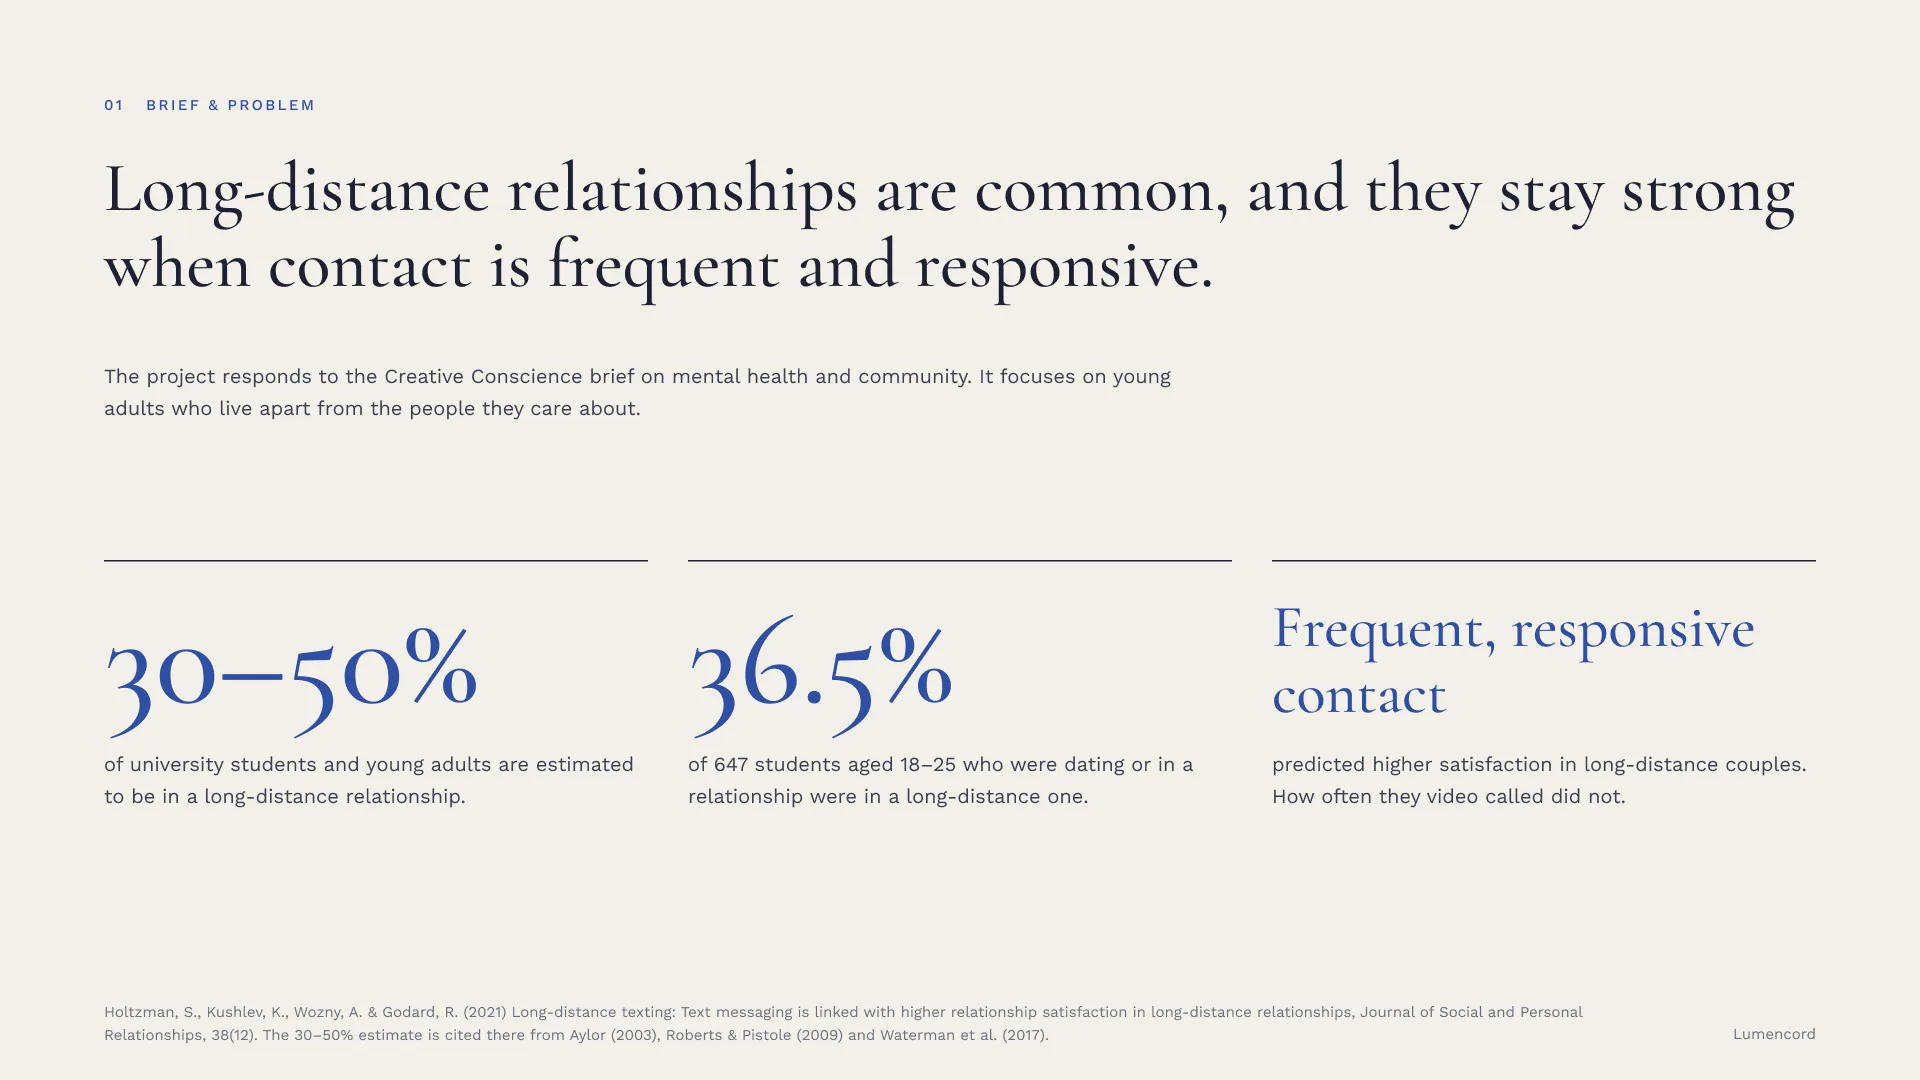 01 BRIEF & PROBLEM
Long-distance relationships are common, and they stay strong
when contact is frequent and responsive.
The project responds to the Creative Conscience brief on mental health and community. It focuses on young
adults who live apart from the people they care about.
30–50%
of university students and young adults are estimated
to be in a long-distance relationship.
36.5%
of 647 students aged 18–25 who were dating or in a
relationship were in a long-distance one.
Frequent, responsive
contact
predicted higher satisfaction in long-distance couples.
How often they video called did not.
Holtzman, S., Kushlev, K., Wozny, A. & Godard, R. (2021) Long-distance texting: Text messaging is linked with higher relationship satisfaction in long-distance relationships, Journal of Social and Personal
Relationships, 38(12). The 30–50% estimate is cited there from Aylor (2003), Roberts & Pistole (2009) and Waterman et al. (2017).
Lumencord